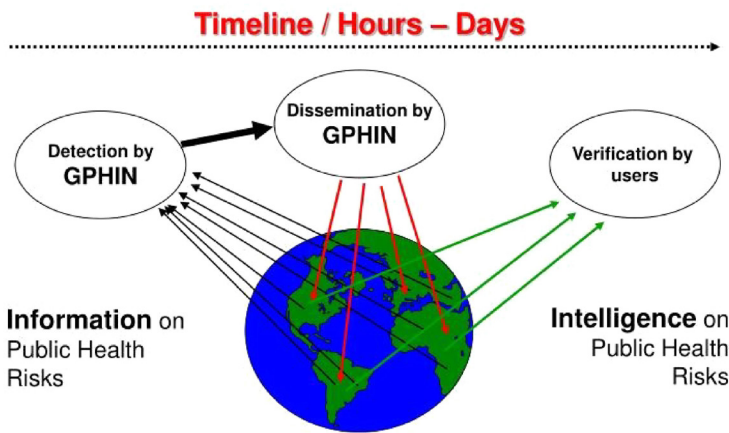 Timeline / Hours – Days
Detection by
GPHIN
Dissemination by
GPHIN
Verification by
users
Information on
Public Health
Risks
Intelligence on
Public Health
Risks